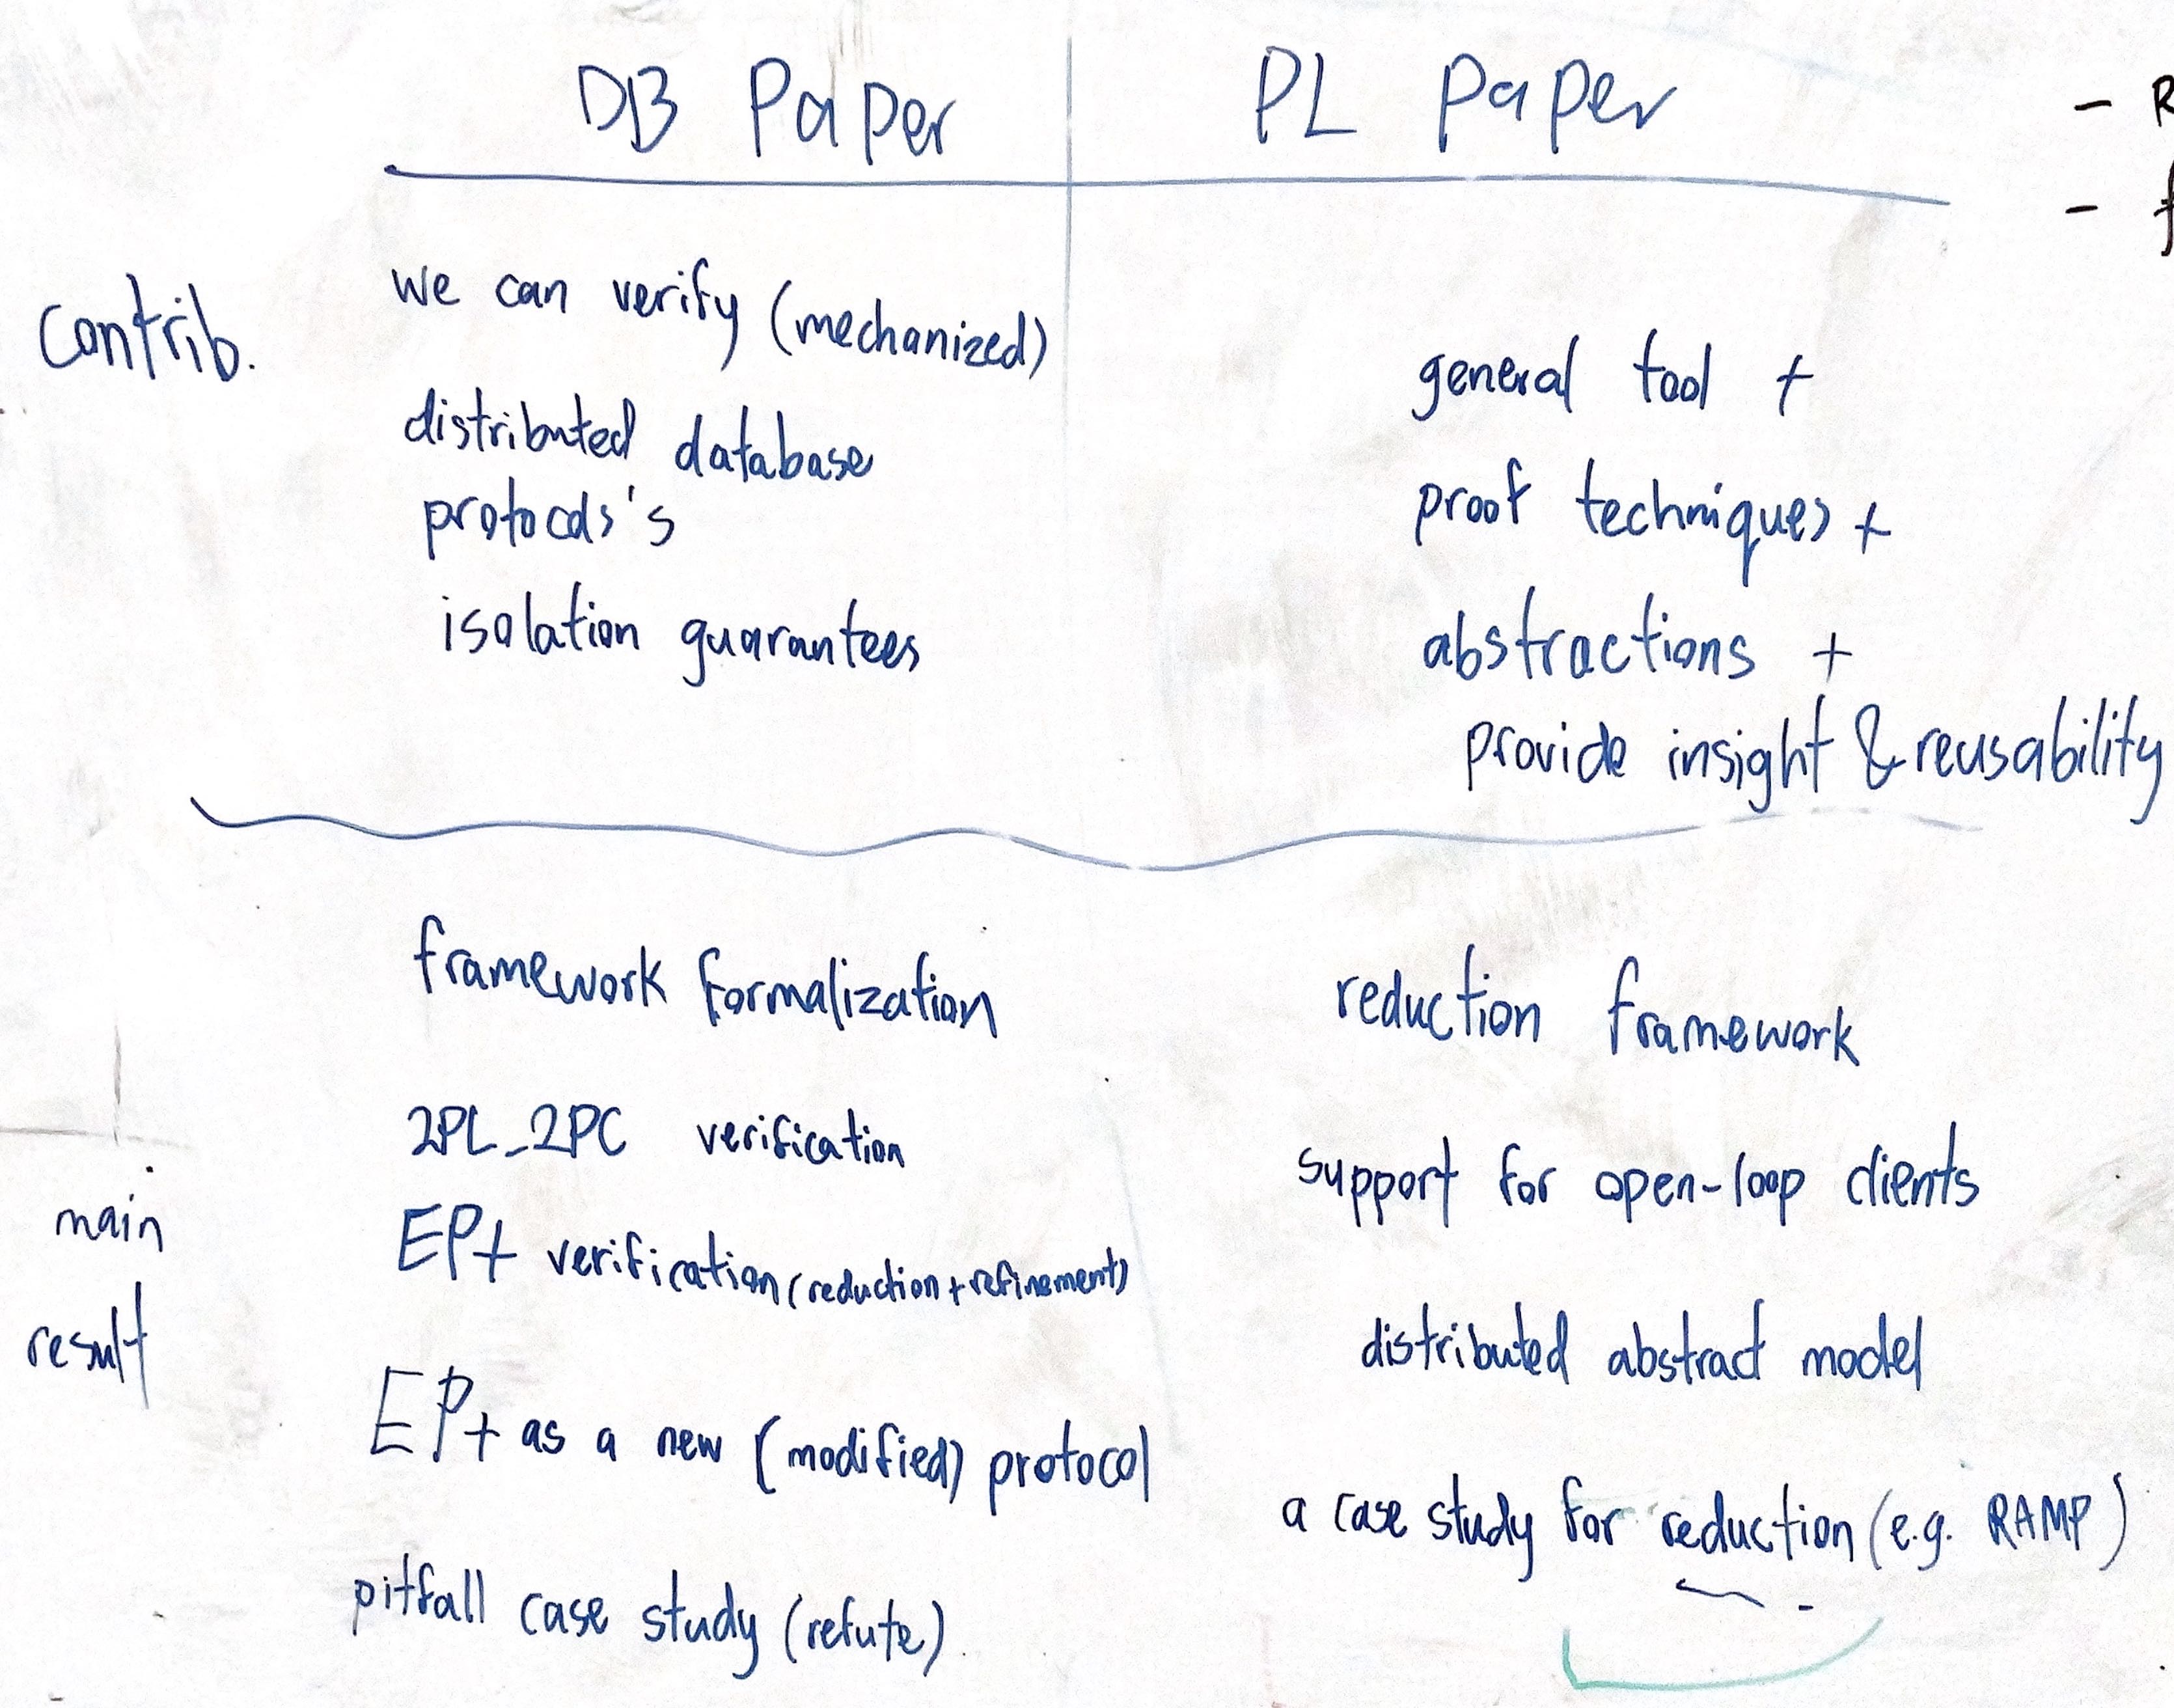 DB Paper
PL Paper
contrib.
we can verify (mechanized)
distributed database
protocols's
isolation guarantees
general tool +
proof techniques +
abstractions +
provide insight & reusability
main
result
framework formalization
2PL_2PC verification
EP+ verification (reduction + refinement)
EP+ as a new (modified) protocol
pitfall case study (refute)
reduction framework
support for open-loop clients
distributed abstract model
a case study for reduction (e.g. RAMP)